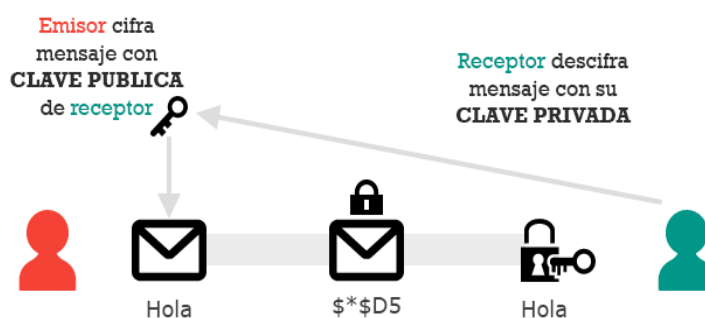 Emisor cifra
mensaje con
CLAVE PUBLICA
de receptor
Receptor descifra
mensaje con su
CLAVE PRIVADA
Hola
$*$D5
Hola